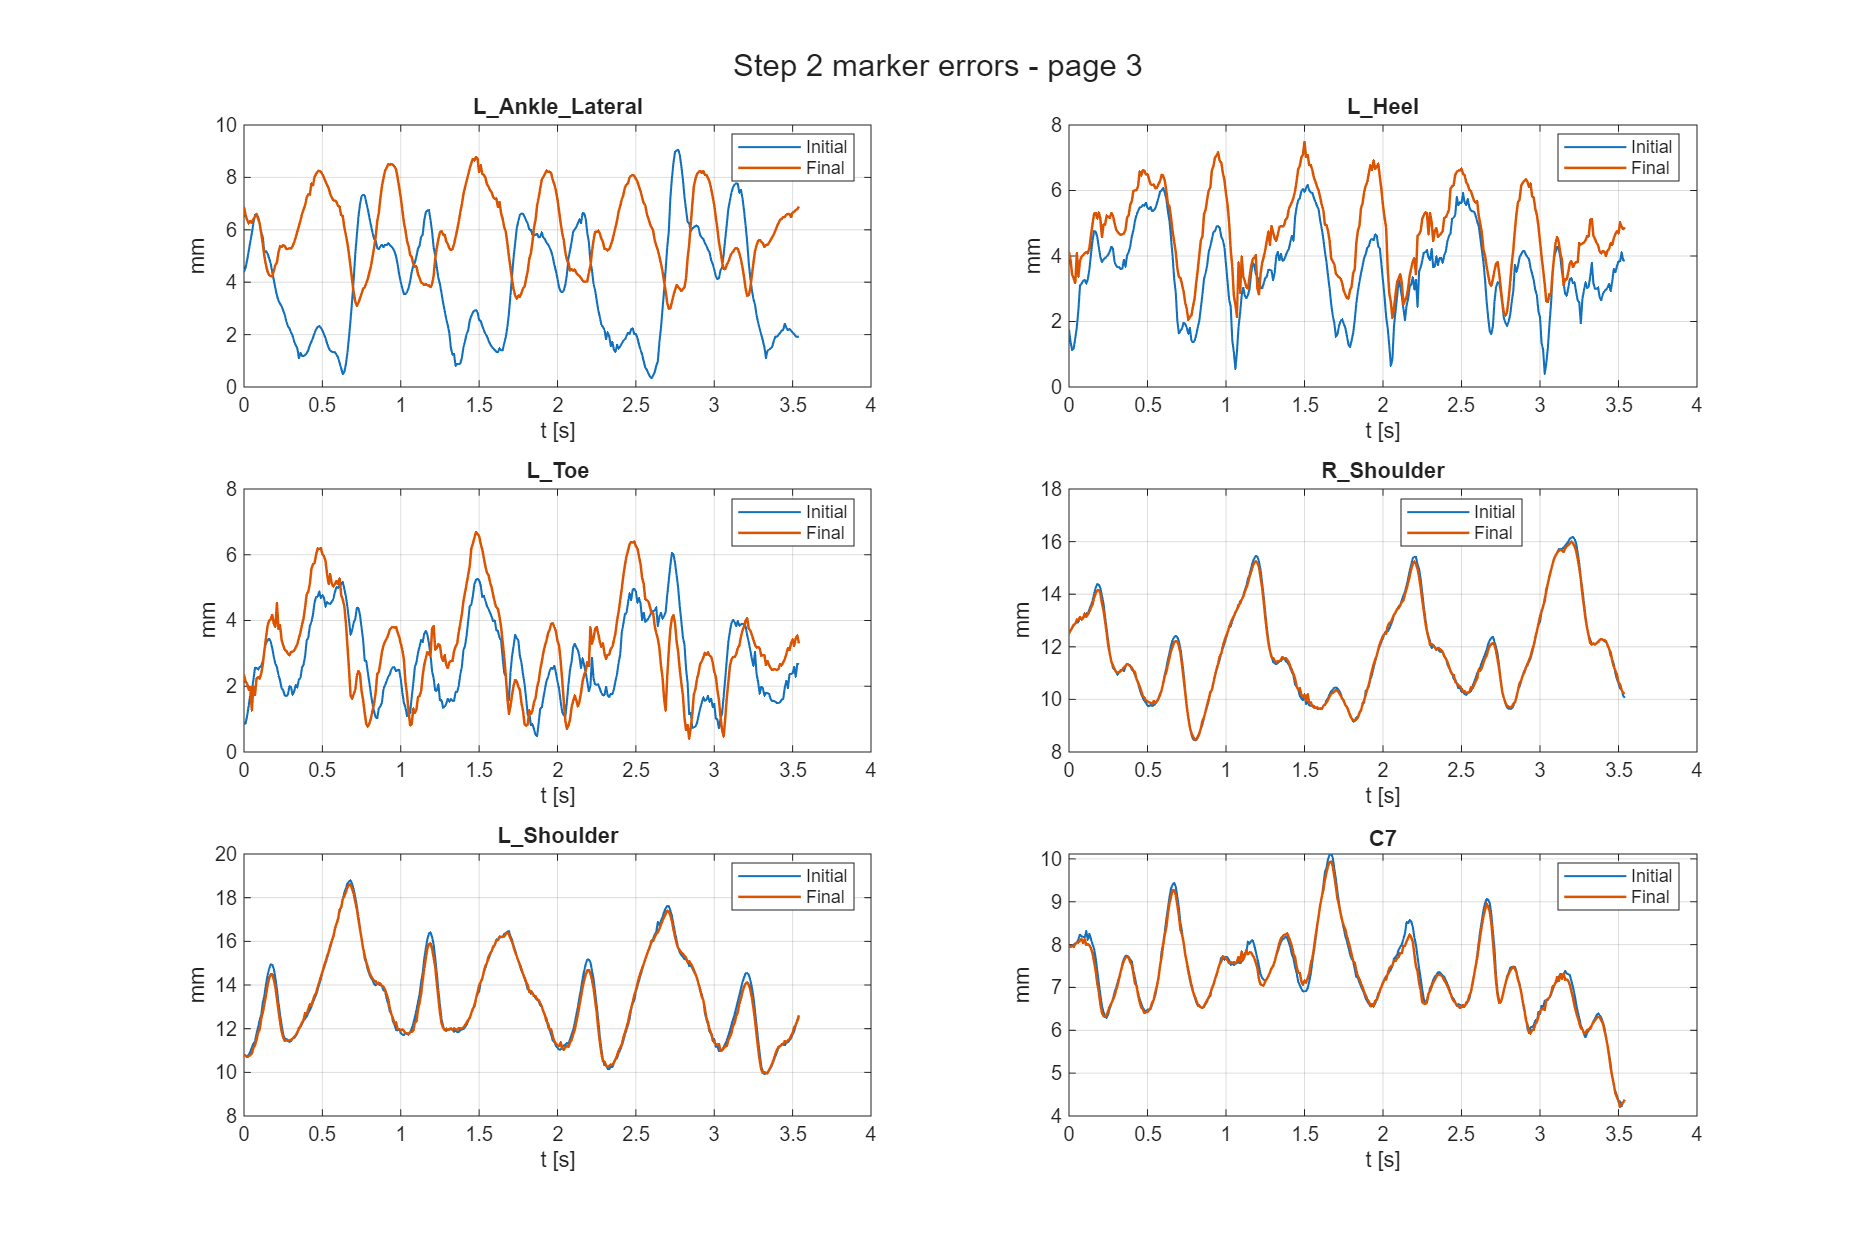 Step 2 marker errors - page 3
L_Ankle_Lateral
10
8
6
4
2
0
mm
0 0.5 1 1.5 2 2.5 3 3.5 4
t [s]
Initial
Final
L_Heel
8
6
4
2
0
mm
0 0.5 1 1.5 2 2.5 3 3.5 4
t [s]
Initial
Final
L_Toe
8
6
4
2
0
mm
0 0.5 1 1.5 2 2.5 3 3.5 4
t [s]
Initial
Final
R_Shoulder
18
16
14
12
10
8
mm
0 0.5 1 1.5 2 2.5 3 3.5 4
t [s]
Initial
Final
L_Shoulder
20
18
16
14
12
10
8
mm
0 0.5 1 1.5 2 2.5 3 3.5 4
t [s]
Initial
Final
C7
10
9
8
7
6
5
4
mm
0 0.5 1 1.5 2 2.5 3 3.5 4
t [s]
Initial
Final